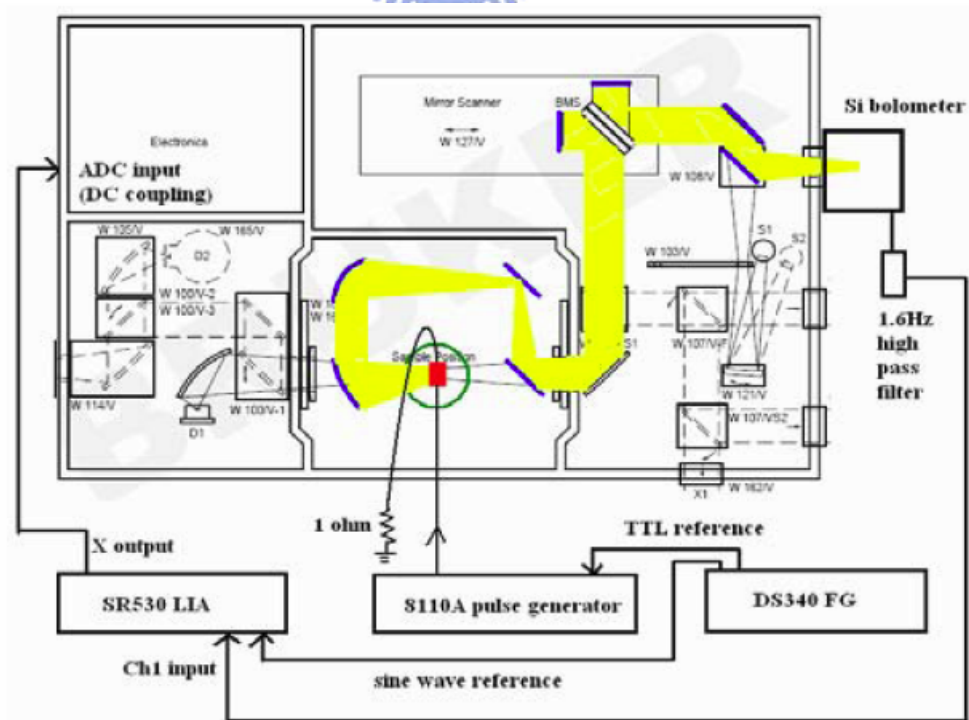 Mirror Scanner
BMS
W 127/V
Si bolometer
Electronics
ADC input
(DC coupling)
W 108/V
W 105/V
W 165/V
D2
S1
S2
W 103/V
W 100/V-2
W 100/V-3
1.6Hz
high
pass
filter
S1
W 107/V-F
Sample Position
W 114/V
W 100/V-1
D1
W 121/V
W 107/VS2
X1
W 162/V
1 ohm
TTL reference
X output
SR530 LIA
8110A pulse generator
DS340 FG
Ch1 input
sine wave reference
BRUKER